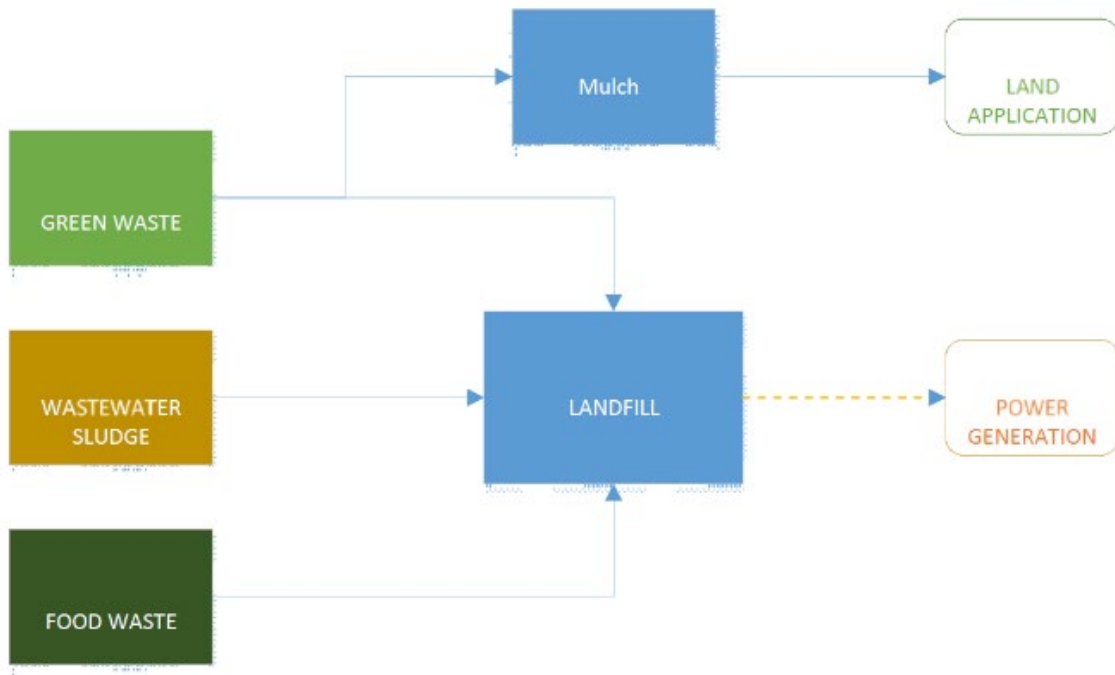 Mulch
LAND
APPLICATION
GREEN WASTE
WASTEWATER
SLUDGE
LANDFILL
POWER
GENERATION
FOOD WASTE